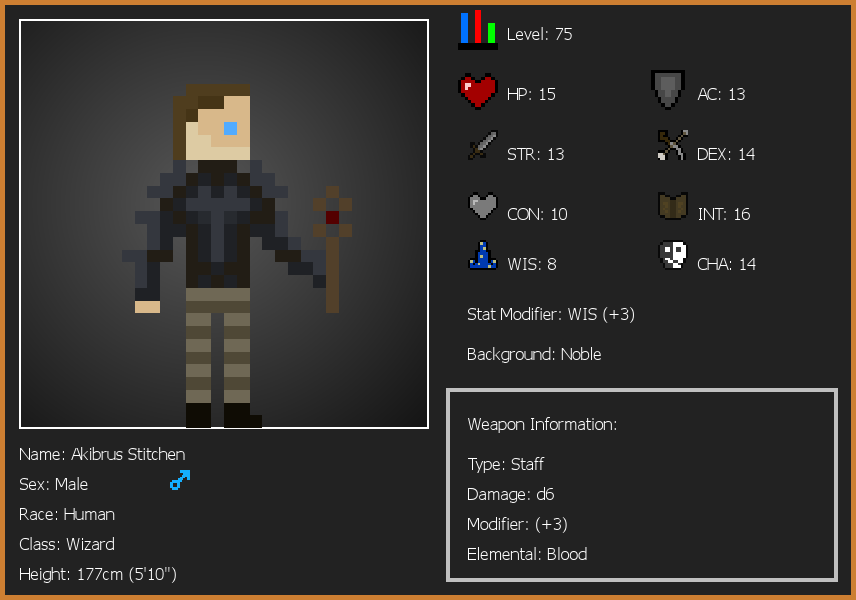 Level: 75
HP: 15
AC: 13
STR: 13
DEX: 14
CON: 10
INT: 16
WIS: 8
CHA: 14
Stat Modifier: WIS (+3)
Background: Noble
Weapon Information:
Type: Staff
Damage: d6
Modifier: (+3)
Elemental: Blood
Name: Akibrus Stitchen
Sex: Male
Race: Human
Class: Wizard
Height: 177cm (5'10")